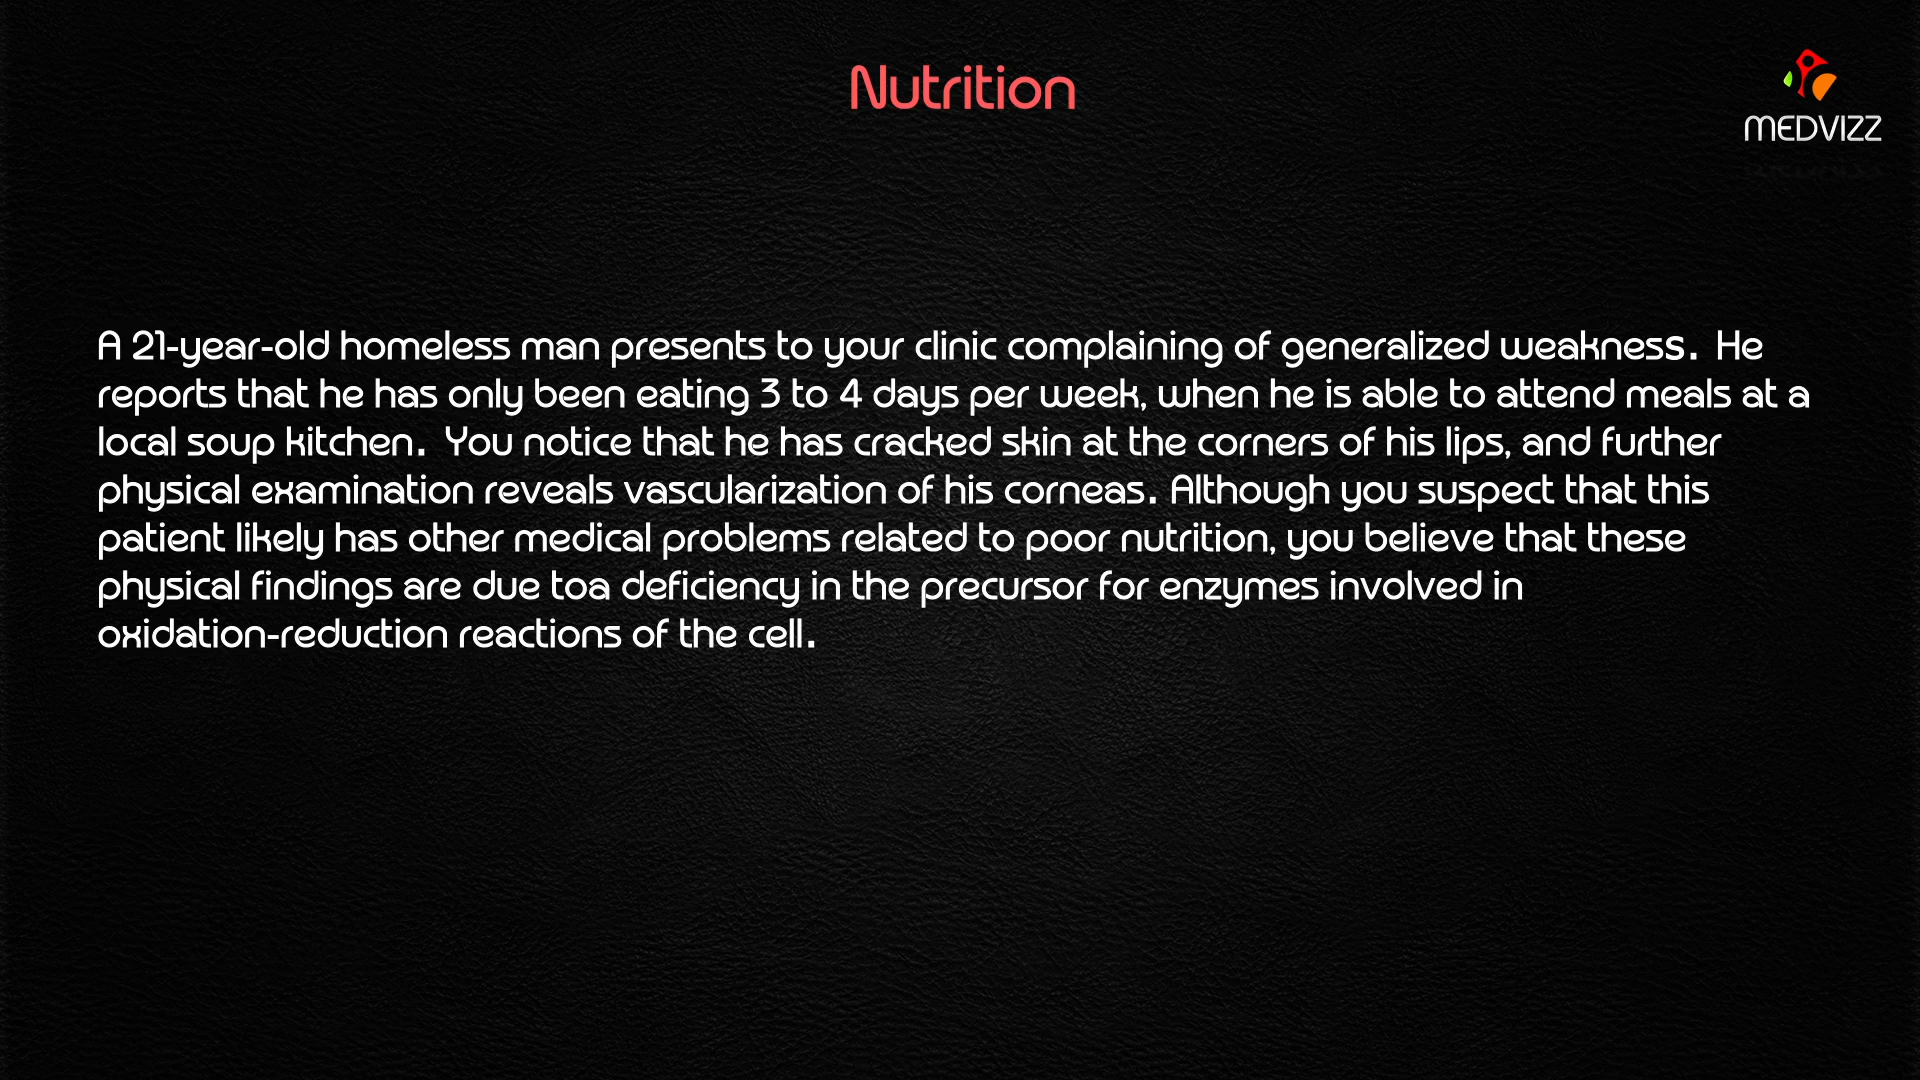 Nutrition
MEDVIZZ
A 21-year-old homeless man presents to your clinic complaining of generalized weakness. He
reports that he has only been eating 3 to 4 days per week, when he is able to attend meals at a
local soup kitchen. You notice that he has cracked skin at the corners of his lips, and further
physical examination reveals vascularization of his corneas. Although you suspect that this
patient likely has other medical problems related to poor nutrition, you believe that these
physical findings are due toa deficiency in the precursor for enzymes involved in
oxidation-reduction reactions of the cell.